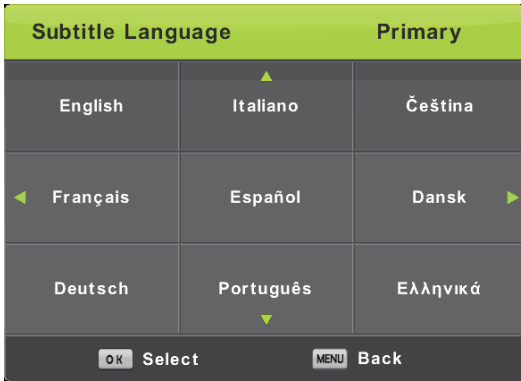 Subtitle Language Primary
English Italiano Čeština
Français Español Dansk
Deutsch Português Ελληνικά
OK Select MENU Back